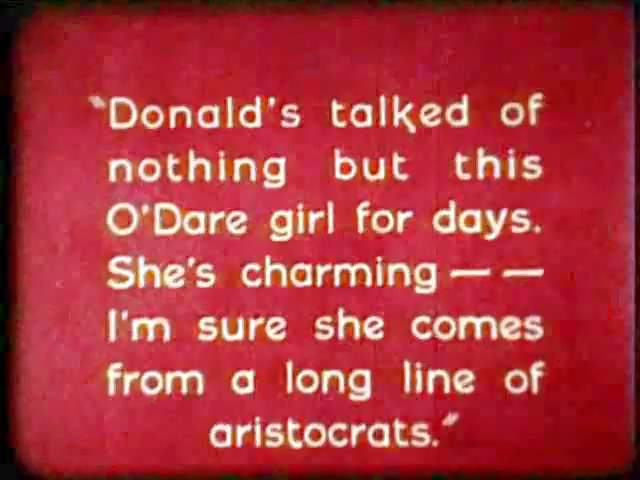 "Donald's talked of
nothing but this
O'Dare girl for days.
She's charming — —
I'm sure she comes
from a long line of
aristocrats."